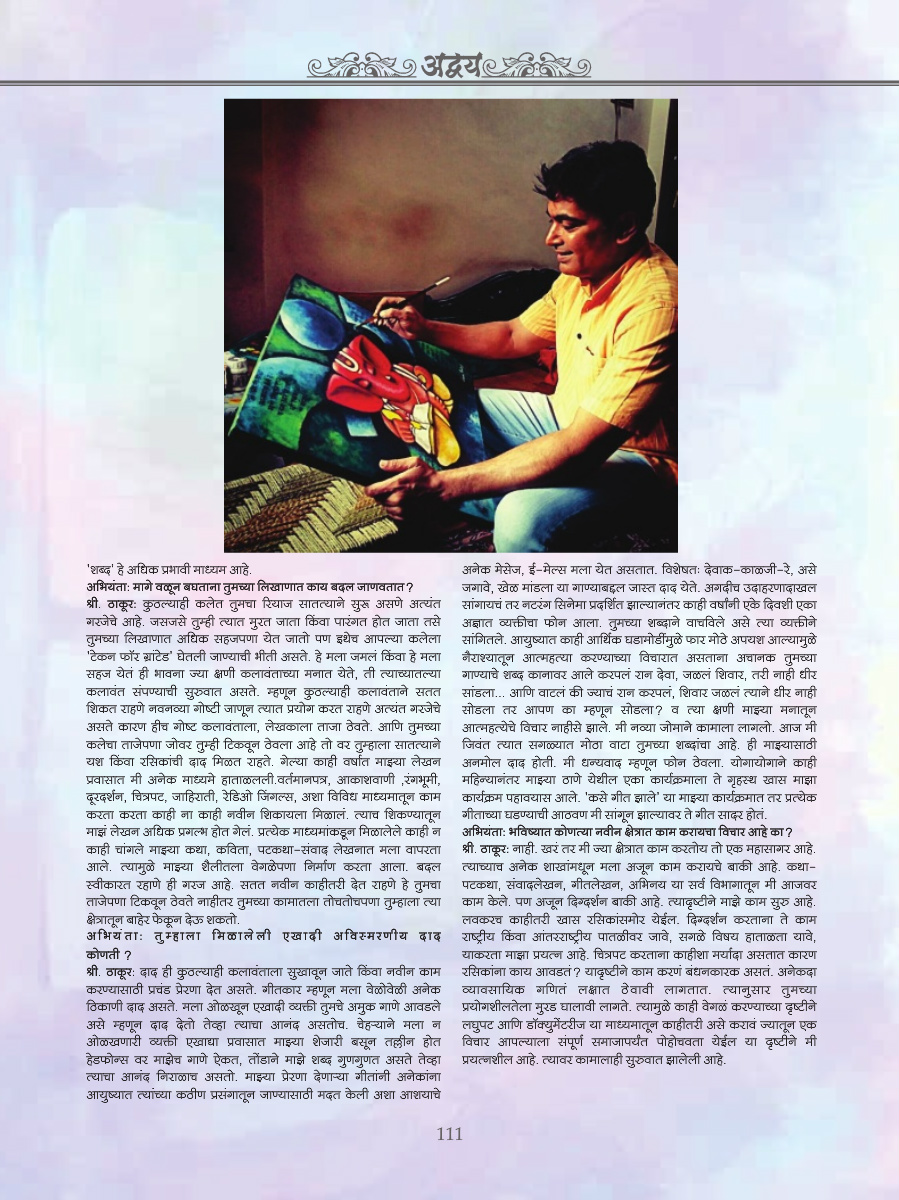 अद्वय
'शब्द' हे अधिक प्रभावी माध्यम आहे.
अभियंता: मागे वळून बघताना तुमच्या लिखाणात काय बदल जाणवतात ?
श्री. ठाकूर: कुठल्याही कलेत तुमचा रियाज सातत्याने सुरू असणे अत्यंत
गरजेचे आहे. जसजसे तुम्ही त्यात मुरत जाता किंवा पारंगत होत जाता तसे
तुमच्या लिखाणात अधिक सहजपणा येत जातो पण इथेच आपल्या कलेला
'टेकन फॉर ग्रांटेड' घेतली जाण्याची भीती असते. हे मला जमलं किंवा हे मला
सहज येतं ही भावना ज्या क्षणी कलावंताच्या मनात येते, ती त्याच्यातल्या
कलावंत संपण्याची सुरुवात असते. म्हणून कुठल्याही कलावंताने सतत
शिकत राहणे नवनव्या गोष्टी जाणून त्यात प्रयोग करत राहणे अत्यंत गरजेचे
असते कारण हीच गोष्ट कलावंताला, लेखकाला ताजा ठेवते. आणि तुमच्या
कलेचा ताजेपणा जोवर तुम्ही टिकवून ठेवला आहे तो वर तुम्हाला सातत्याने
यश किंवा रसिकांची दाद मिळत राहते. गेल्या काही वर्षात माझ्या लेखन
प्रवासात मी अनेक माध्यमे हाताळलली.वर्तमानपत्र, आकाशवाणी ,रंगभूमी,
दूरदर्शन, चित्रपट, जाहिराती, रेडिओ जिंगल्स, अशा विविध माध्यमातून काम
करता करता काही ना काही नवीन शिकायला मिळालं. त्याच शिकण्यातून
माझं लेखन अधिक प्रगल्भ होत गेलं. प्रत्येक माध्यमांकडून मिळालेले काही न
काही चांगले माझ्या कथा, कविता, पटकथा-संवाद लेखनात मला वापरता
आले. त्यामुळे माझ्या शैलीतला वेगळेपणा निर्माण करता आला. बदल
स्वीकारत रहाणे ही गरज आहे. सतत नवीन काहीतरी देत राहणे हे तुमचा
ताजेपणा टिकवून ठेवते नाहीतर तुमच्या कामातला तोचतोचपणा तुम्हाला त्या
क्षेत्रातून बाहेर फेकून देऊ शकतो.
अभियंता: तुम्हाला मिळालेली एखादी अविस्मरणीय दाद
कोणती ?
श्री. ठाकूर: दाद ही कुठल्याही कलावंताला सुखावून जाते किंवा नवीन काम
करण्यासाठी प्रचंड प्रेरणा देत असते. गीतकार म्हणून मला वेळोवेळी अनेक
ठिकाणी दाद असते. मला ओळखून एखादी व्यक्ती तुमचे अमुक गाणे आवडले
असे म्हणून दाद देतो तेव्हा त्याचा आनंद असतोच. चेहऱ्याने मला न
ओळखणारी व्यक्ती एखाद्या प्रवासात माझ्या शेजारी बसून तल्लीन होत
हेडफोन्स वर माझेच गाणे ऐकत, तोंडाने माझे शब्द गुणगुणत असते तेव्हा
त्याचा आनंद निराळाच असतो. माझ्या प्रेरणा देणाऱ्या गीतांनी अनेकांना
आयुष्यात त्यांच्या कठीण प्रसंगातून जाण्यासाठी मदत केली अशा आशयाचे
अनेक मेसेज, ई-मेल्स मला येत असतात. विशेषतः देवाक-काळजी-रे, असे
जगावे, खेळ मांडला या गाण्याबद्दल जास्त दाद येते. अगदीच उदाहरणादाखल
सांगायचं तर नटरंग सिनेमा प्रदर्शित झाल्यानंतर काही वर्षांनी एके दिवशी एका
अज्ञात व्यक्तीचा फोन आला. तुमच्या शब्दाने वाचविले असे त्या व्यक्तीने
सांगितले. आयुष्यात काही आर्थिक घडामोडींमुळे फार मोठे अपयश आल्यामुळे
नैराश्यातून आत्महत्या करण्याच्या विचारात असताना अचानक तुमच्या
गाण्याचे शब्द कानावर आले करपलं रान देवा, जळलं शिवार, तरी नाही धीर
सांडला... आणि वाटलं की ज्याचं रान करपलं, शिवार जळलं त्याने धीर नाही
सोडला तर आपण का म्हणून सोडला? व त्या क्षणी माझ्या मनातून
आत्महत्येचे विचार नाहीसे झाले. मी नव्या जोमाने कामाला लागलो. आज मी
जिवंत त्यात सगळ्यात मोठा वाटा तुमच्या शब्दांचा आहे. ही माझ्यासाठी
अनमोल दाद होती. मी धन्यवाद म्हणून फोन ठेवला. योगायोगाने काही
महिन्यानंतर माझ्या ठाणे येथील एका कार्यक्रमाला ते गृहस्थ खास माझा
कार्यक्रम पहावयास आले. 'कसे गीत झाले' या माझ्या कार्यक्रमात तर प्रत्येक
गीताच्या घडण्याची आठवण मी सांगून झाल्यावर ते गीत सादर होतं.
अभियंता: भविष्यात कोणत्या नवीन क्षेत्रात काम करायचा विचार आहे का ?
श्री. ठाकूर: नाही. खरं तर मी ज्या क्षेत्रात काम करतोय तो एक महासागर आहे.
त्याच्याच अनेक शाखांमधून मला अजून काम करायचे बाकी आहे. कथा-
पटकथा, संवादलेखन, गीतलेखन, अभिनय या सर्व विभागातून मी आजवर
काम केले. पण अजून दिग्दर्शन बाकी आहे. त्यादृष्टीने माझे काम सुरु आहे.
लवकरच काहीतरी खास रसिकांसमोर येईल. दिग्दर्शन करताना ते काम
राष्ट्रीय किंवा आंतरराष्ट्रीय पातळीवर जावे, सगळे विषय हाताळता यावे,
याकरता माझा प्रयत्न आहे. चित्रपट करताना काहीशा मर्यादा असतात कारण
रसिकांना काय आवडतं ? यादृष्टीने काम करणं बंधनकारक असतं. अनेकदा
व्यावसायिक गणितं लक्षात ठेवावी लागतात. त्यानुसार तुमच्या
प्रयोगशीलतेला मुरड घालावी लागते. त्यामुळे काही वेगळं करण्याच्या दृष्टीने
लघुपट आणि डॉक्युमेंटरीज या माध्यमातून काहीतरी असे करावं ज्यातून एक
विचार आपल्याला संपूर्ण समाजापर्यंत पोहोचवता येईल या दृष्टीने मी
प्रयत्नशील आहे. त्यावर कामालाही सुरुवात झालेली आहे.
111